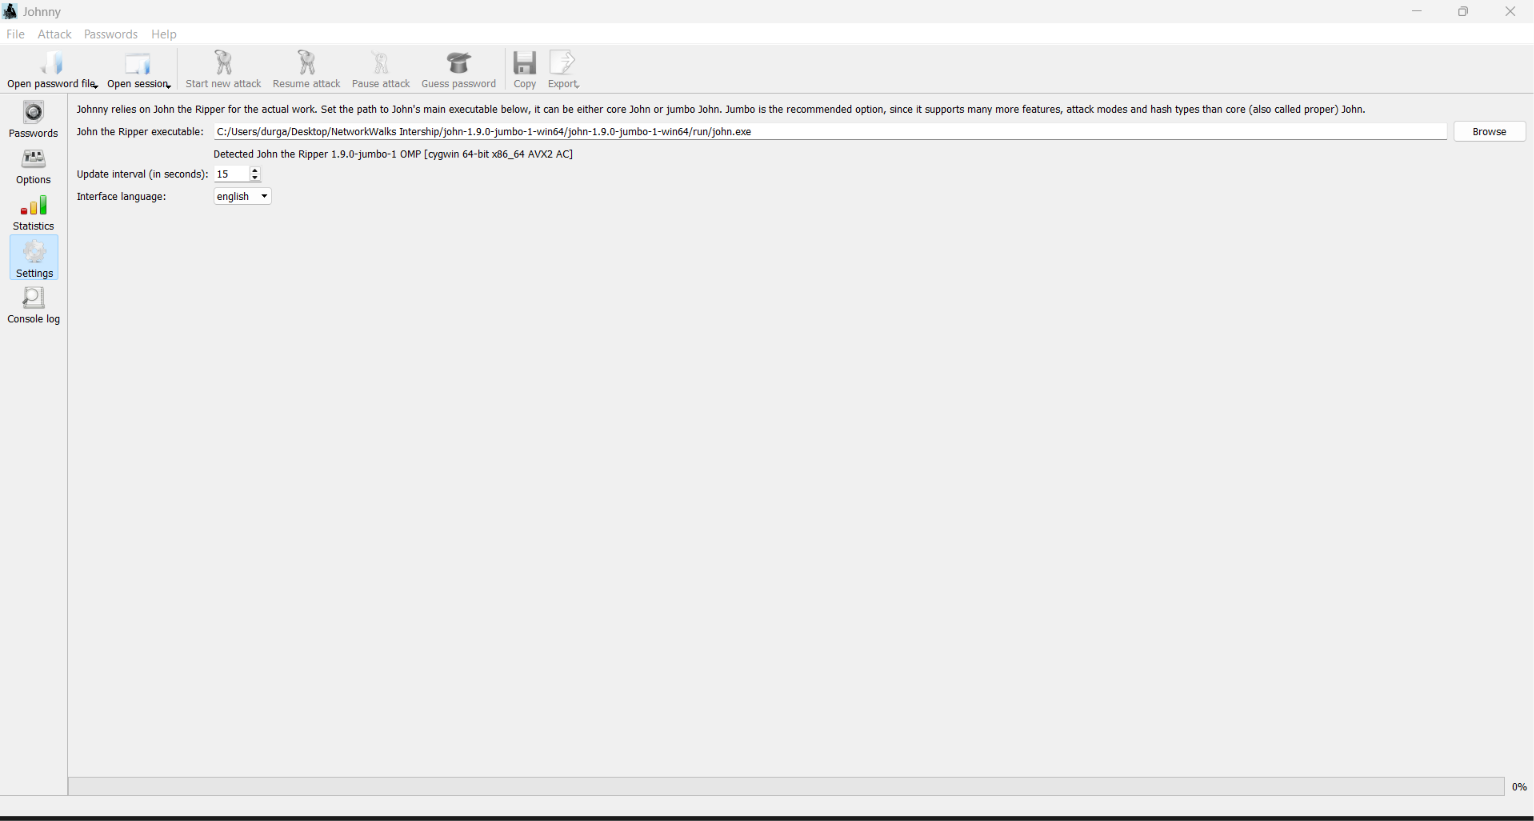 Johnny
File Attack Passwords Help
Open password file Open session Start new attack Resume attack Pause attack Guess password Copy Export
Passwords
Options
Statistics
Settings
Console log
Johnny relies on John the Ripper for the actual work. Set the path to John's main executable below, it can be either core John or jumbo John. Jumbo is the recommended option, since it supports many more features, attack modes and hash types than core (also called proper) John.
John the Ripper executable: C:/Users/durga/Desktop/NetworkWalks Intership/john-1.9.0-jumbo-1-win64/john-1.9.0-jumbo-1-win64/run/john.exe Browse
Detected John the Ripper 1.9.0-jumbo-1 OMP [cygwin 64-bit x86_64 AVX2 AC]
Update interval (in seconds): 15
Interface language: english
0%